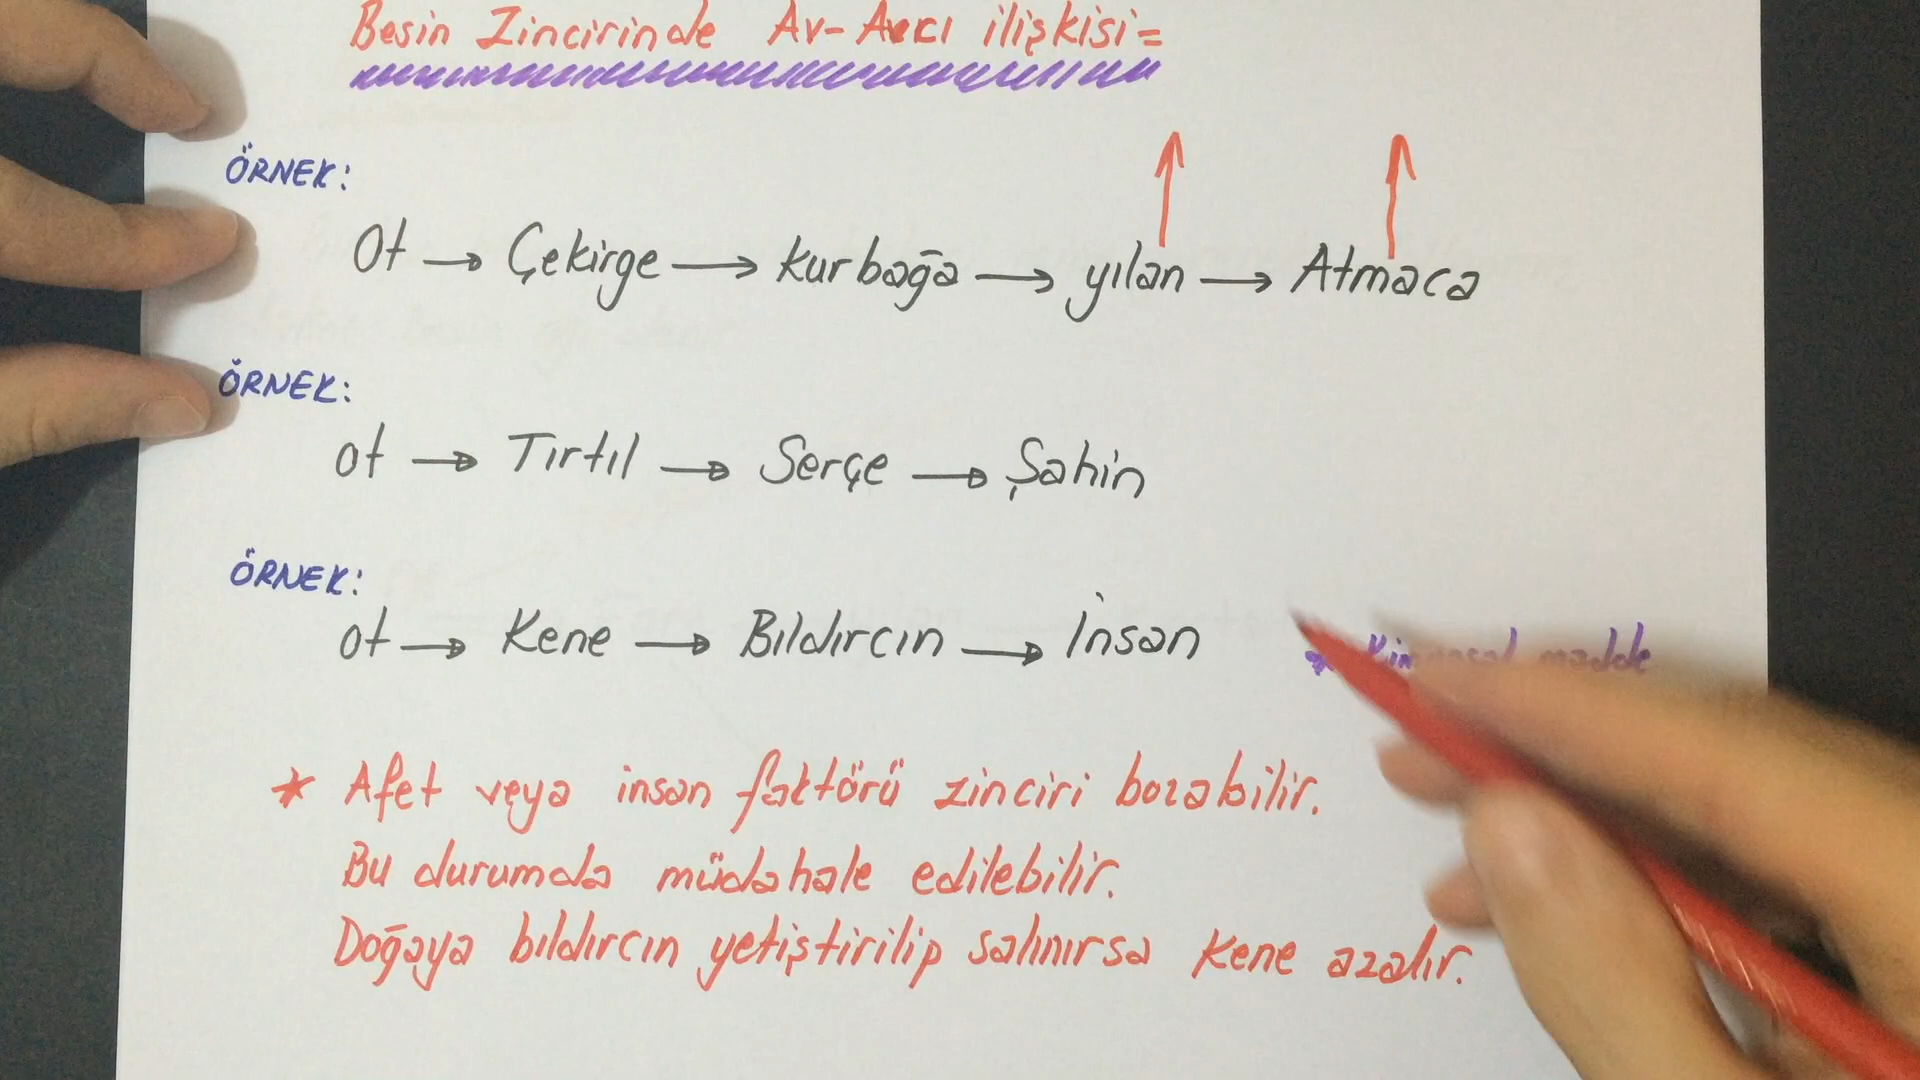 Besin Zincirinde Av-Avcı ilişkisi=
ÖRNEK:
Ot → Çekirge → kurbağa → yılan → Atmaca
ÖRNEK:
ot → Tırtıl → Serçe → Şahin
ÖRNEK:
ot → Kene → Bıldırcın → İnsan
madde
* Afet veya insan faktörü zinciri bozabilir.
Bu durumda müdahale edilebilir.
Doğaya bıldırcın yetiştirilip salınırsa Kene azalır.